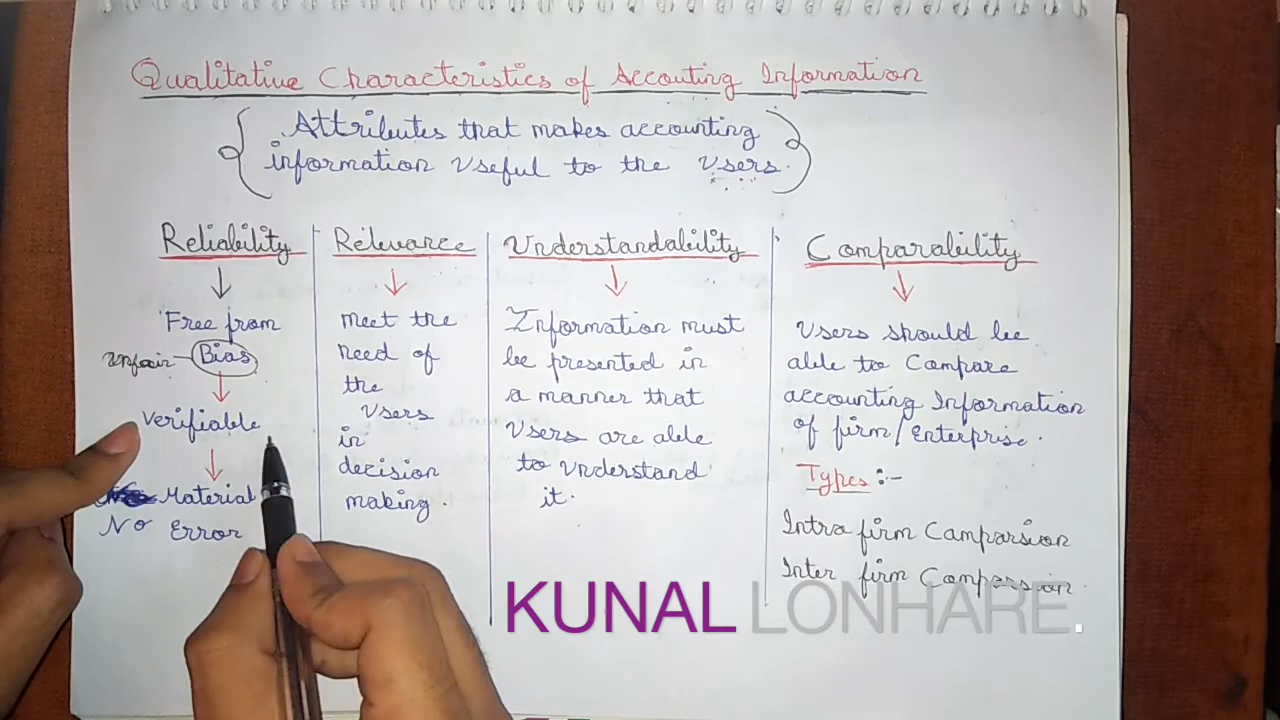 Qualitative Characteristics of Accouting Information
Attributes that makes accounting
information useful to the Users.
Reliability
Free from
unfair
Bias
verifiable
Material
No Error
Relevance
meet the
need of
the
users
in
decision
making.
Understandability
Information must
be presented in
a manner that
Users are able
to understand
it.
Comparability
Users should be
able to Compare
accounting Information
of firm/Enterprise.
Types :-
Intra firm Camparsion
Inter firm Comparsion.
KUNAL LONHARE.